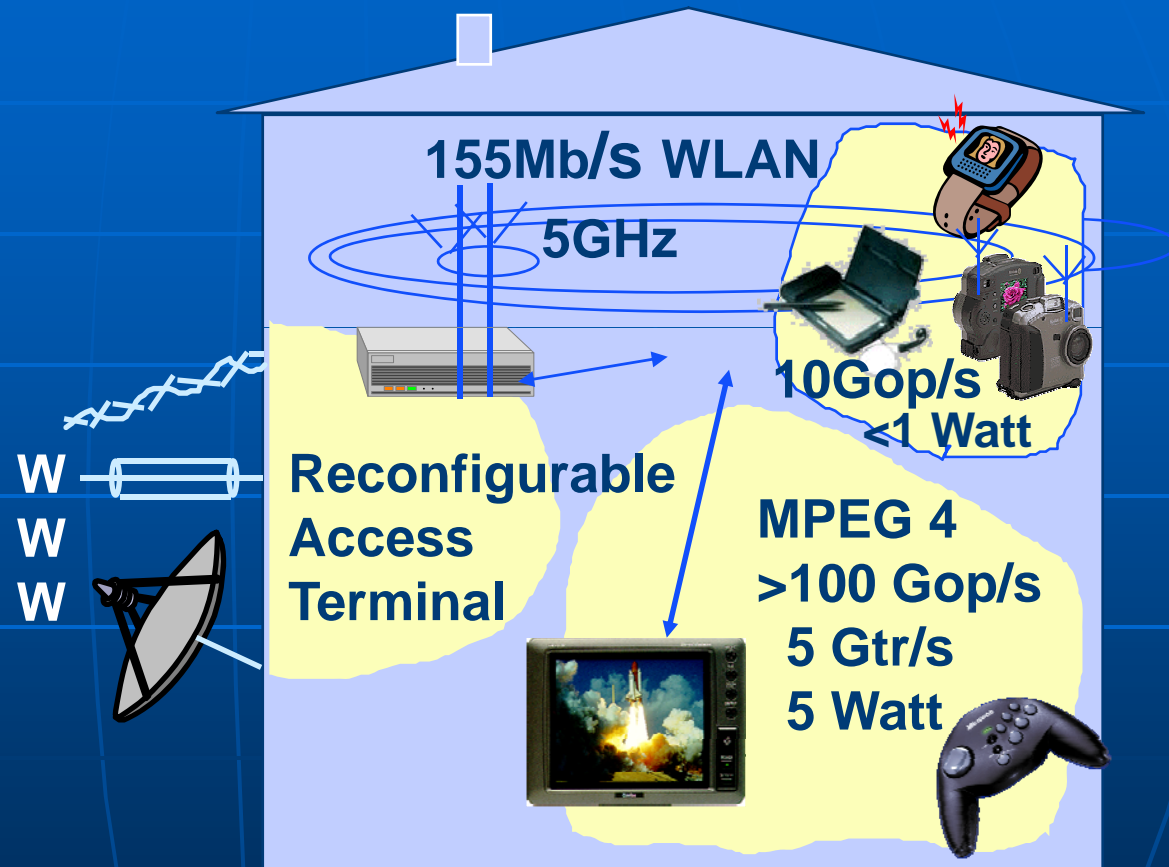 155Mb/s WLAN
5GHz
10Gop/s
<1 Watt
W
W
W
Reconfigurable
Access
Terminal
MPEG 4
>100 Gop/s
5 Gtr/s
5 Watt